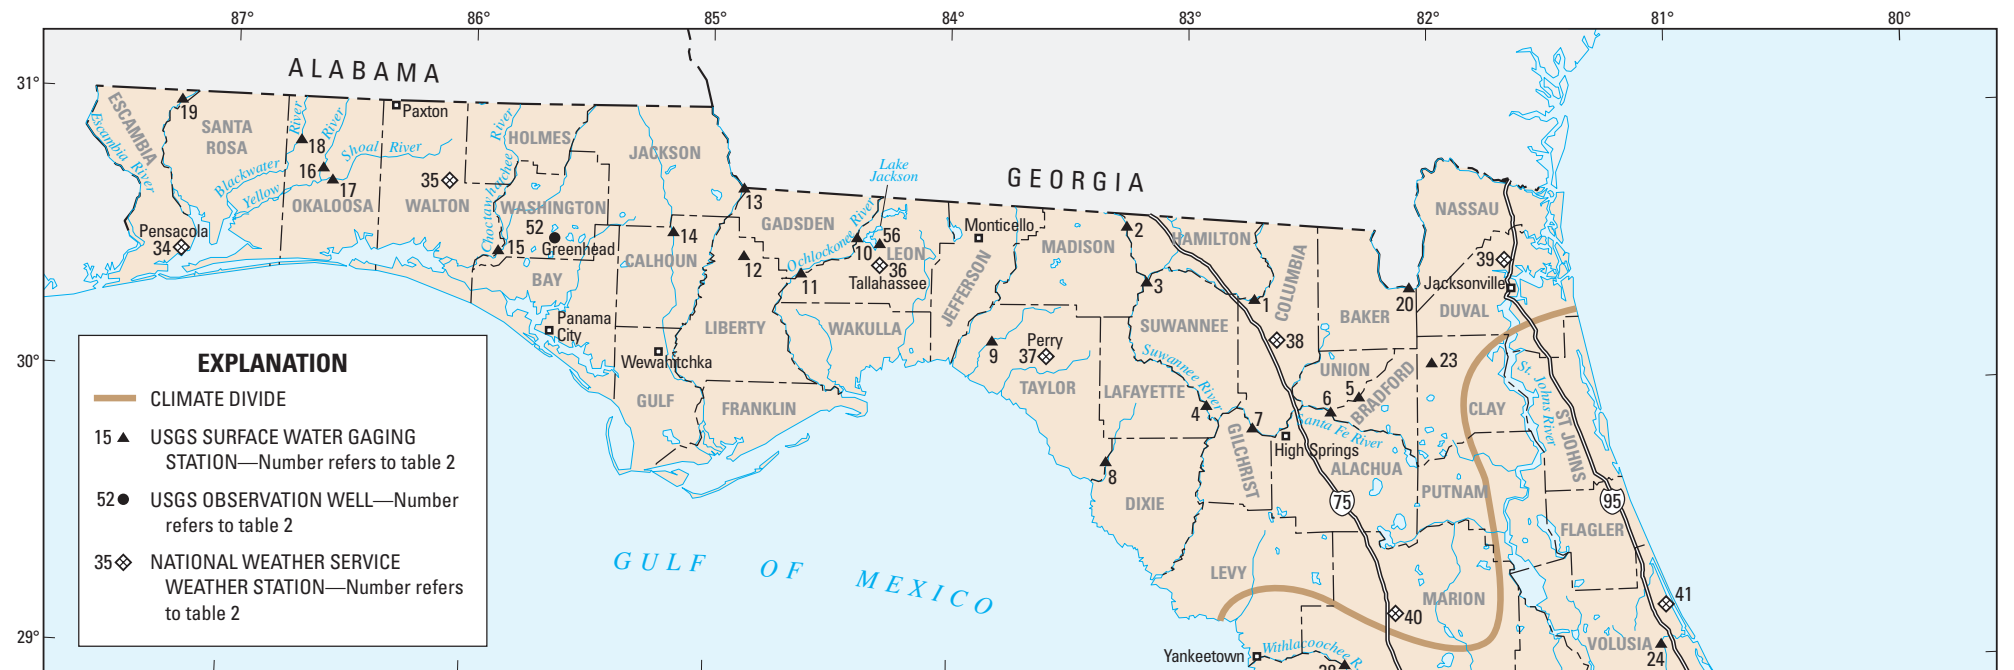 87°
86°
85°
84°
83°
82°
81°
80°
31°
30°
29°
ALABAMA
GEORGIA
GULF OF MEXICO
ESCAMBIA
Escambia River
19
SANTA
ROSA
Blackwater
River
Yellow
River
18
16
17
OKALOOSA
Shoal River
Paxton
35
WALTON
Pensacola
34
HOLMES
Choctawhatchee
River
WASHINGTON
52
Greenhead
15
BAY
Panama
City
JACKSON
13
14
CALHOUN
12
Wewahitchka
GULF
FRANKLIN
LIBERTY
GADSDEN
Ochlockonee River
11
10
Lake
Jackson
56
LEON
36
Tallahassee
WAKULLA
Monticello
JEFFERSON
MADISON
2
3
HAMILTON
1
COLUMBIA
SUWANNEE
Suwannee River
9
Perry
37
TAYLOR
LAFAYETTE
4
7
8
DIXIE
GILCHRIST
38
High Springs
Santa Fe River
UNION
5
6
BRADFORD
BAKER
20
NASSAU
39
Jacksonville
DUVAL
23
CLAY
St. Johns River
ST JOHNS
ALACHUA
PUTNAM
75
95
FLAGLER
LEVY
MARION
40
41
VOLUSIA
24
Yankeetown
Withlacoochee R.
EXPLANATION
CLIMATE DIVIDE
15 USGS SURFACE WATER GAGING
STATION—Number refers to table 2
52 USGS OBSERVATION WELL—Number
refers to table 2
35 NATIONAL WEATHER SERVICE
WEATHER STATION—Number refers
to table 2